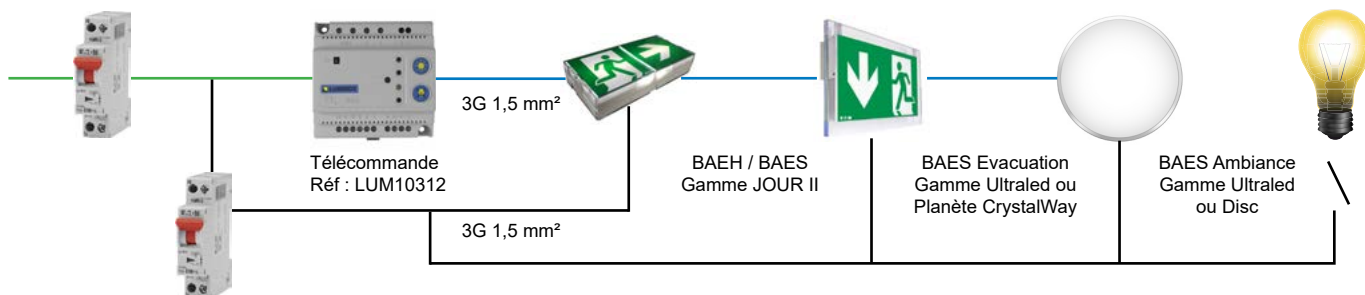 3G 1,5 mm²
Télécommande
Réf : LUM10312
BAEH / BAES
Gamme JOUR II
BAES Evacuation
Gamme Ultraled ou
Planète CrystalWay
BAES Ambiance
Gamme Ultraled
ou Disc
3G 1,5 mm²